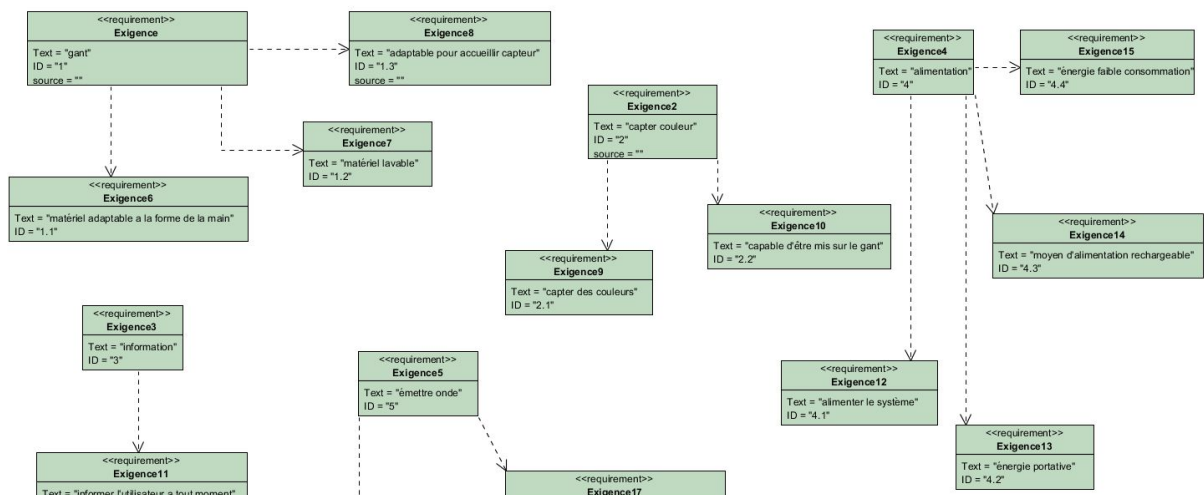 <<requirement>>
Exigence
Text = "gant"
ID = "1"
source = ""
<<requirement>>
Exigence8
Text = "adaptable pour accueillir capteur"
ID = "1.3"
source = ""
<<requirement>>
Exigence7
Text = "matériel lavable"
ID = "1.2"
<<requirement>>
Exigence6
Text = "matériel adaptable a la forme de la main"
ID = "1.1"
<<requirement>>
Exigence2
Text = "capter couleur"
ID = "2"
source = ""
<<requirement>>
Exigence10
Text = "capable d'être mis sur le gant"
ID = "2.2"
<<requirement>>
Exigence9
Text = "capter des couleurs"
ID = "2.1"
<<requirement>>
Exigence4
Text = "alimentation"
ID = "4"
<<requirement>>
Exigence15
Text = "énergie faible consommation"
ID = "4.4"
<<requirement>>
Exigence14
Text = "moyen d'alimentation rechargeable"
ID = "4.3"
<<requirement>>
Exigence12
Text = "alimenter le système"
ID = "4.1"
<<requirement>>
Exigence13
Text = "énergie portative"
ID = "4.2"
<<requirement>>
Exigence3
Text = "information"
ID = "3"
<<requirement>>
Exigence11
Text = "informer l'utilisateur a tout moment"
<<requirement>>
Exigence5
Text = "émettre onde"
ID = "5"
<<requirement>>
Exigence17